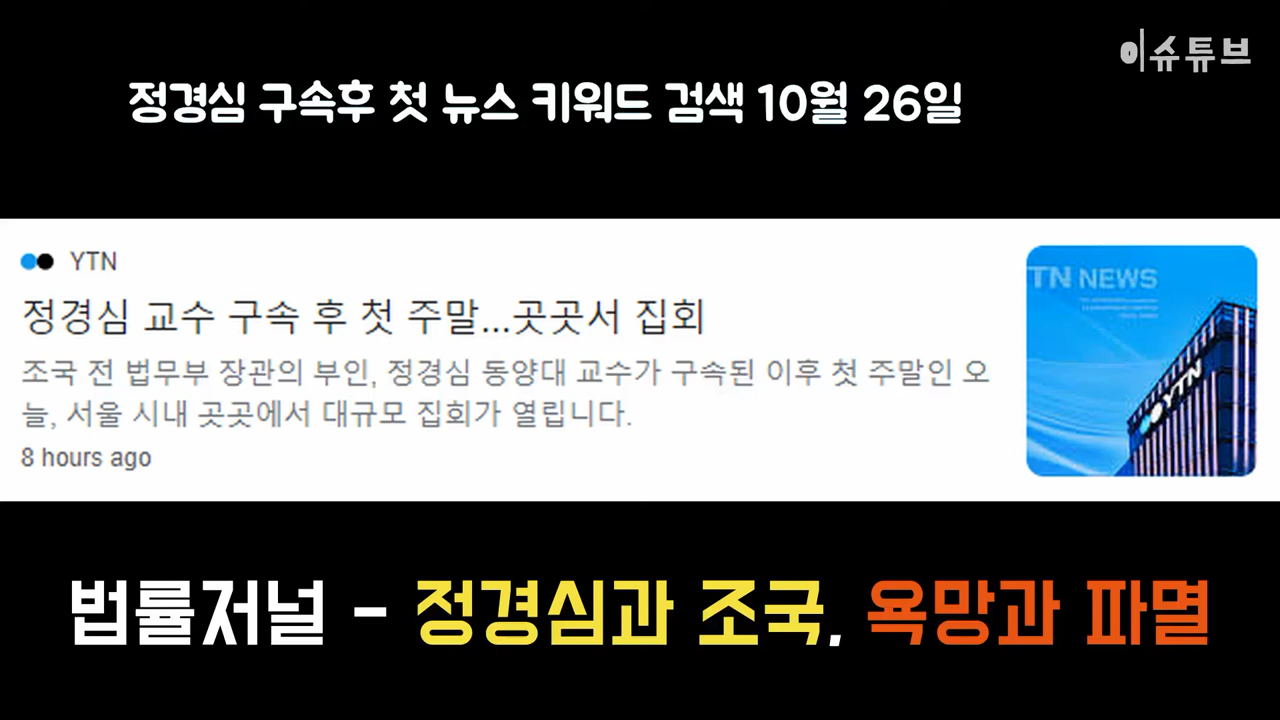 이슈튜브
정경심 구속후 첫 뉴스 키워드 검색 10월 26일
YTN
정경심 교수 구속 후 첫 주말...곳곳서 집회
조국 전 법무부 장관의 부인, 정경심 동양대 교수가 구속된 이후 첫 주말인 오
늘, 서울 시내 곳곳에서 대규모 집회가 열립니다.
8 hours ago
TN NEWS
YTN
법률저널 - 정경심과 조국, 욕망과 파멸